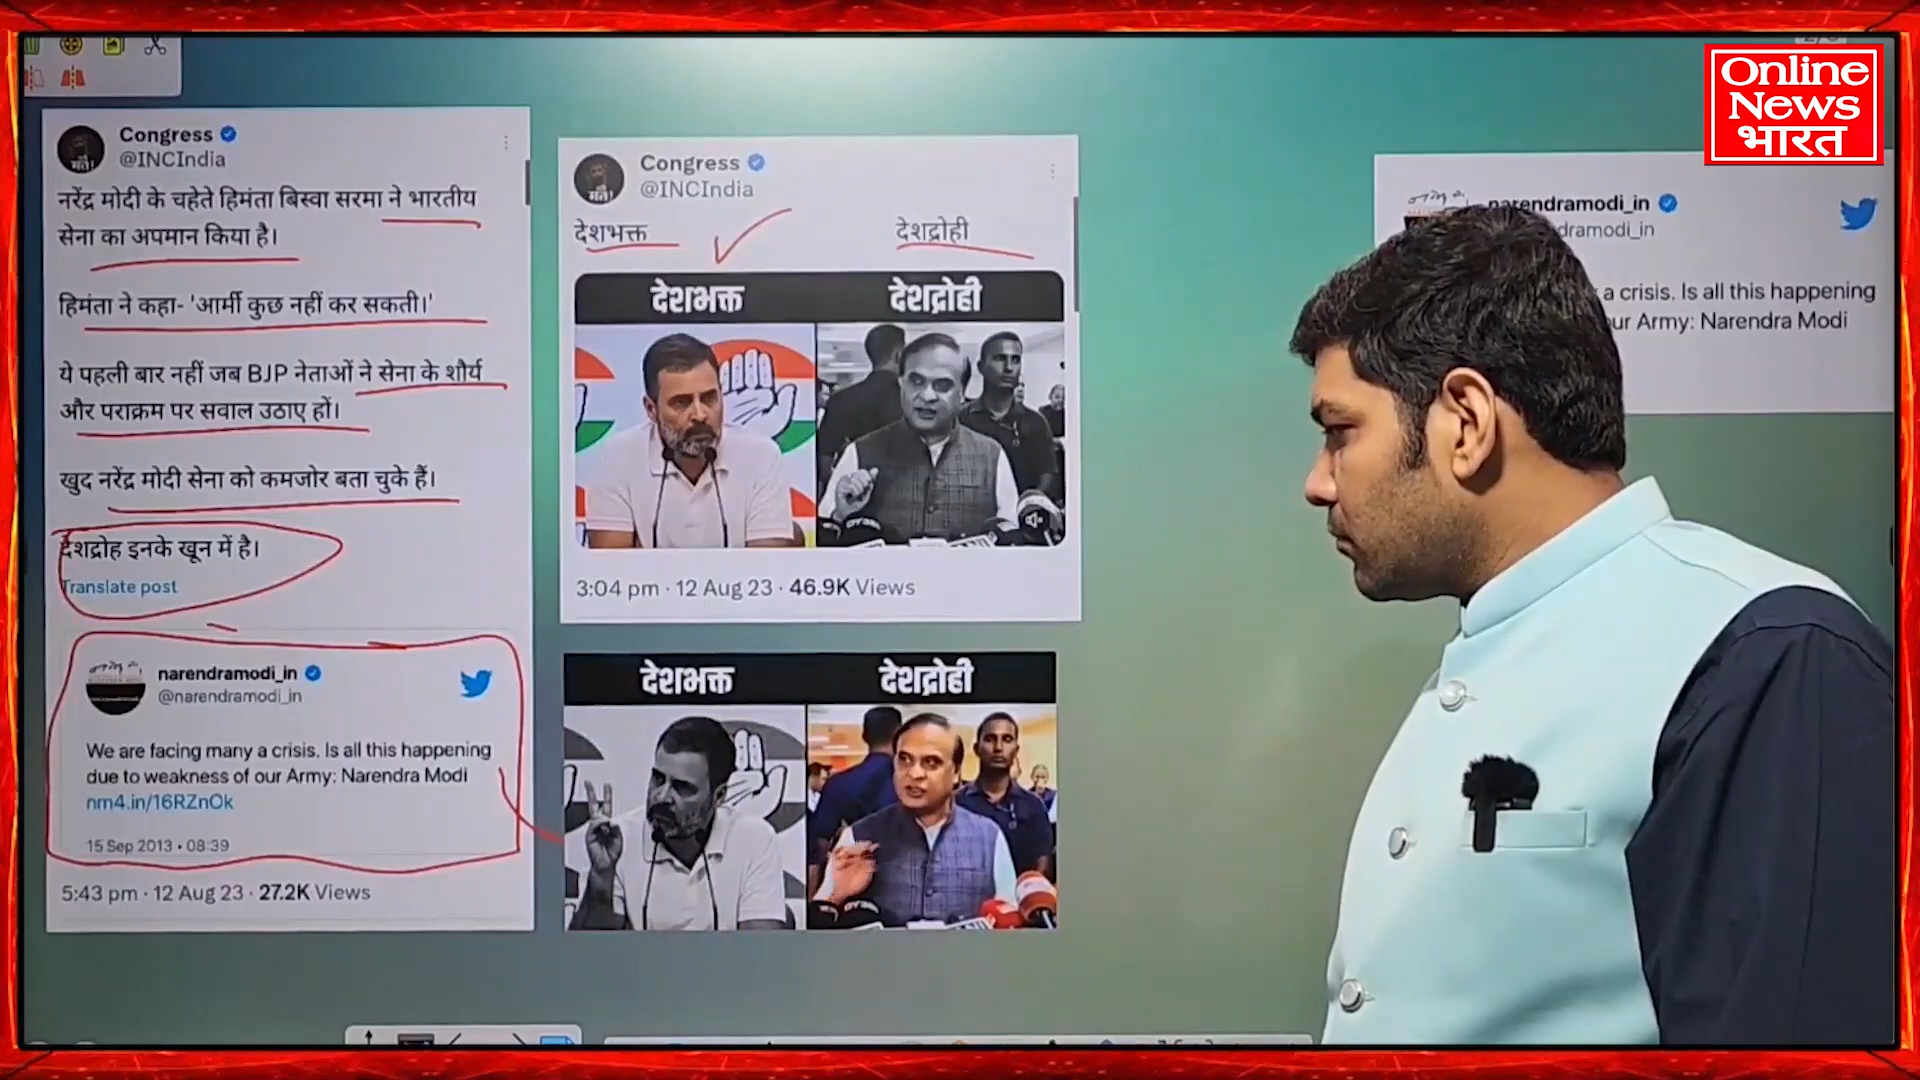 Online
News
भारत
Congress
@INCIndia
नरेंद्र मोदी के चहेते हिमंता बिस्वा सरमा ने भारतीय
सेना का अपमान किया है।
हिमंता ने कहा- 'आर्मी कुछ नहीं कर सकती।'
ये पहली बार नहीं जब BJP नेताओं ने सेना के शौर्य
और पराक्रम पर सवाल उठाए हों।
खुद नरेंद्र मोदी सेना को कमजोर बता चुके हैं।
देशद्रोह इनके खून में है।
Translate post
narendramodi_in
@narendramodi_in
We are facing many a crisis. Is all this happening
due to weakness of our Army: Narendra Modi
nm4.in/16RZnOk
15 Sep 2013 • 08:39
5:43 pm · 12 Aug 23 · 27.2K Views
Congress
@INCIndia
देशभक्त देशद्रोही
देशभक्त देशद्रोही
3:04 pm · 12 Aug 23 · 46.9K Views
देशभक्त देशद्रोही
narendramodi_in
dramodi_in
a crisis. Is all this happening
ur Army: Narendra Modi